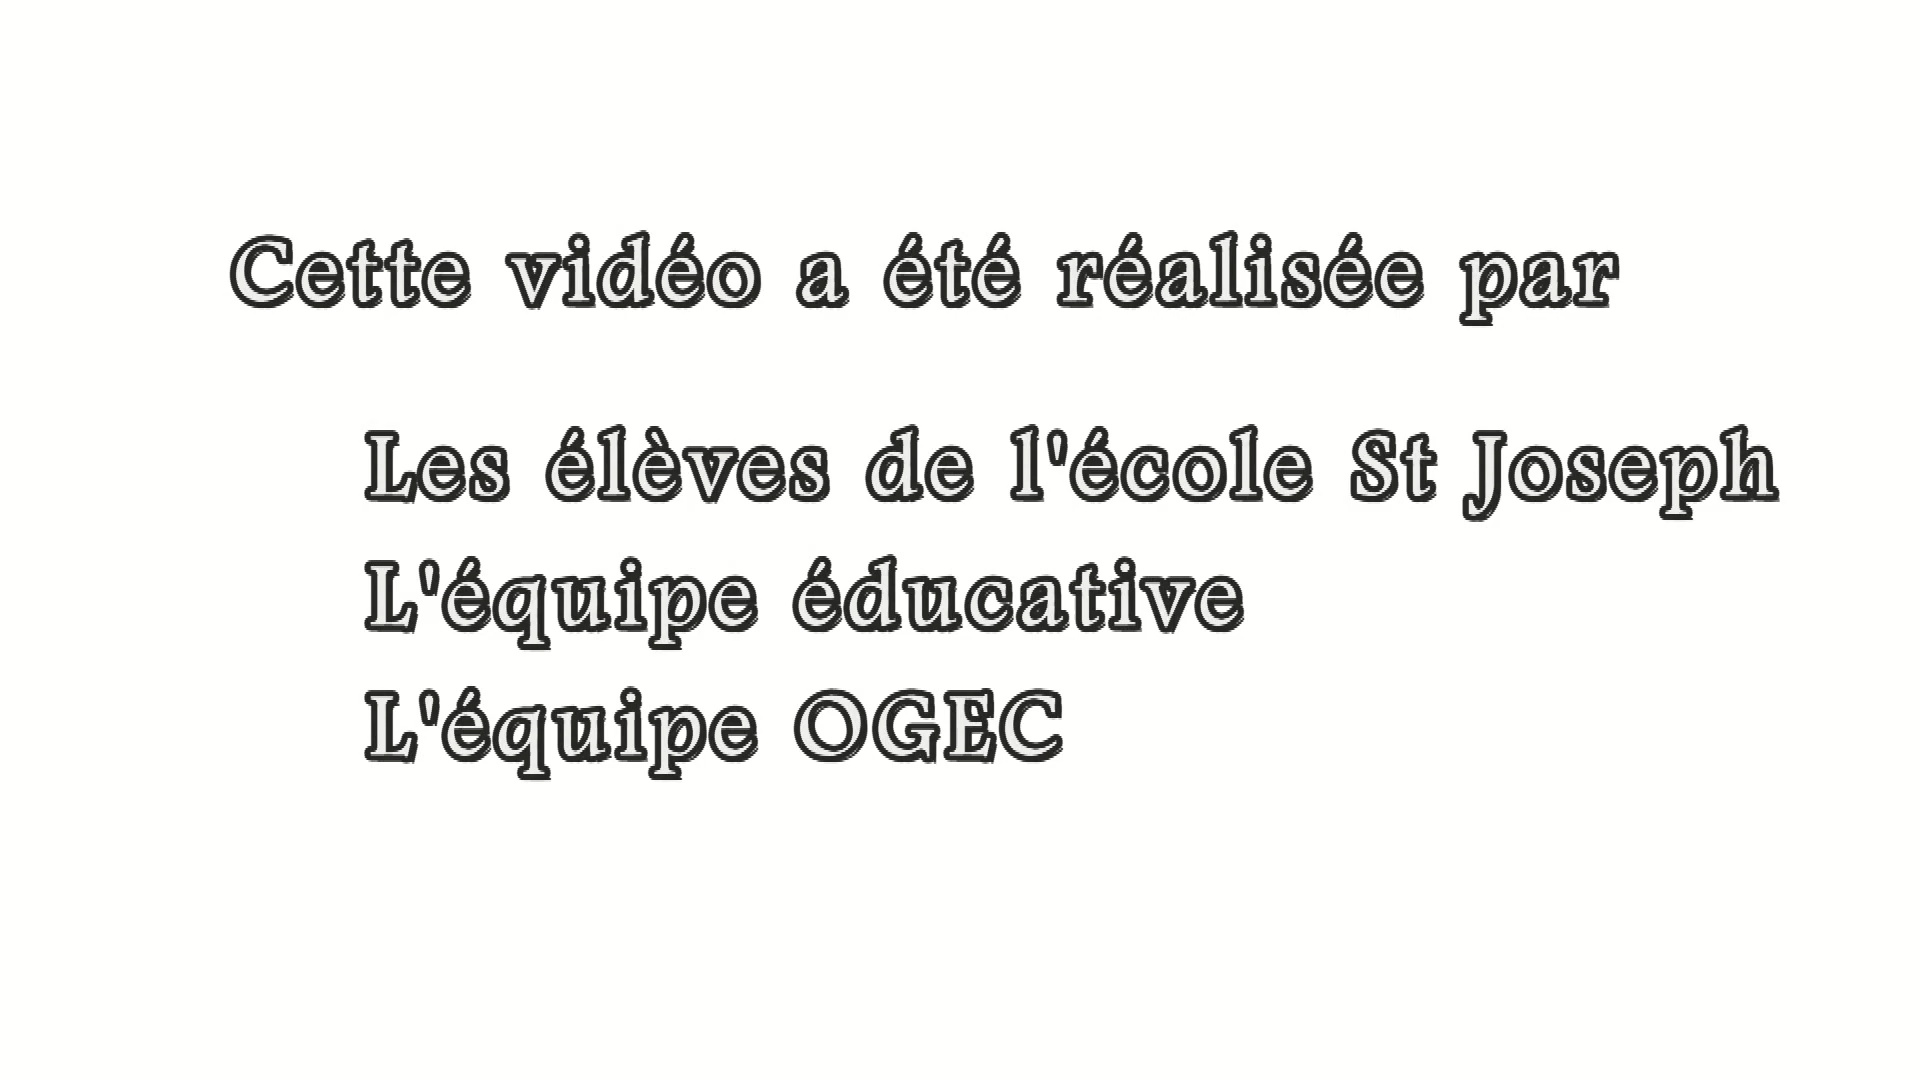 Cette vidéo a été réalisée par
Les élèves de l'école St Joseph
L'équipe éducative
L'équipe OGEC